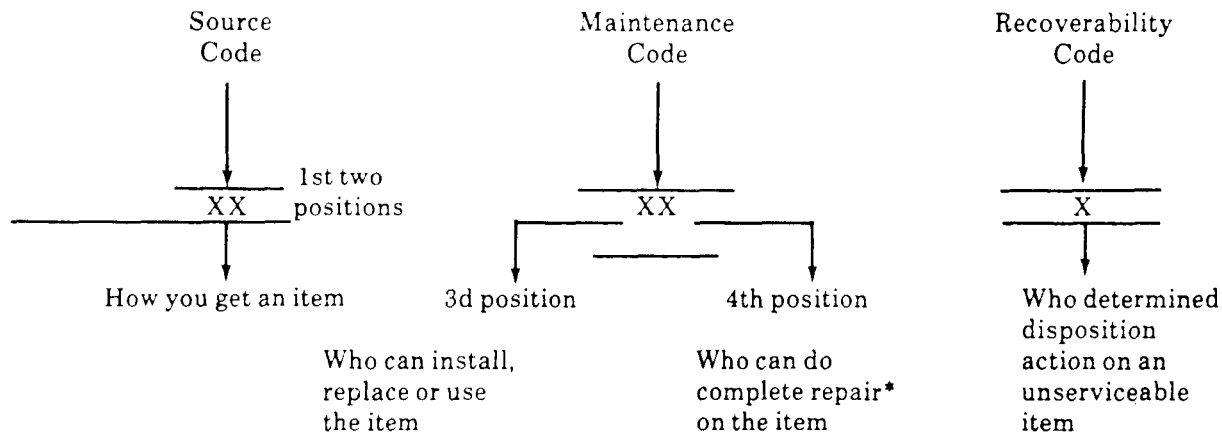 Source
Code
Maintenance
Code
Recoverability
Code
1st two
positions
XX
XX
X
How you get an item
3d position
4th position
Who can install,
replace or use
the item
Who can do
complete repair*
on the item
Who determined
disposition
action on an
unserviceable
item